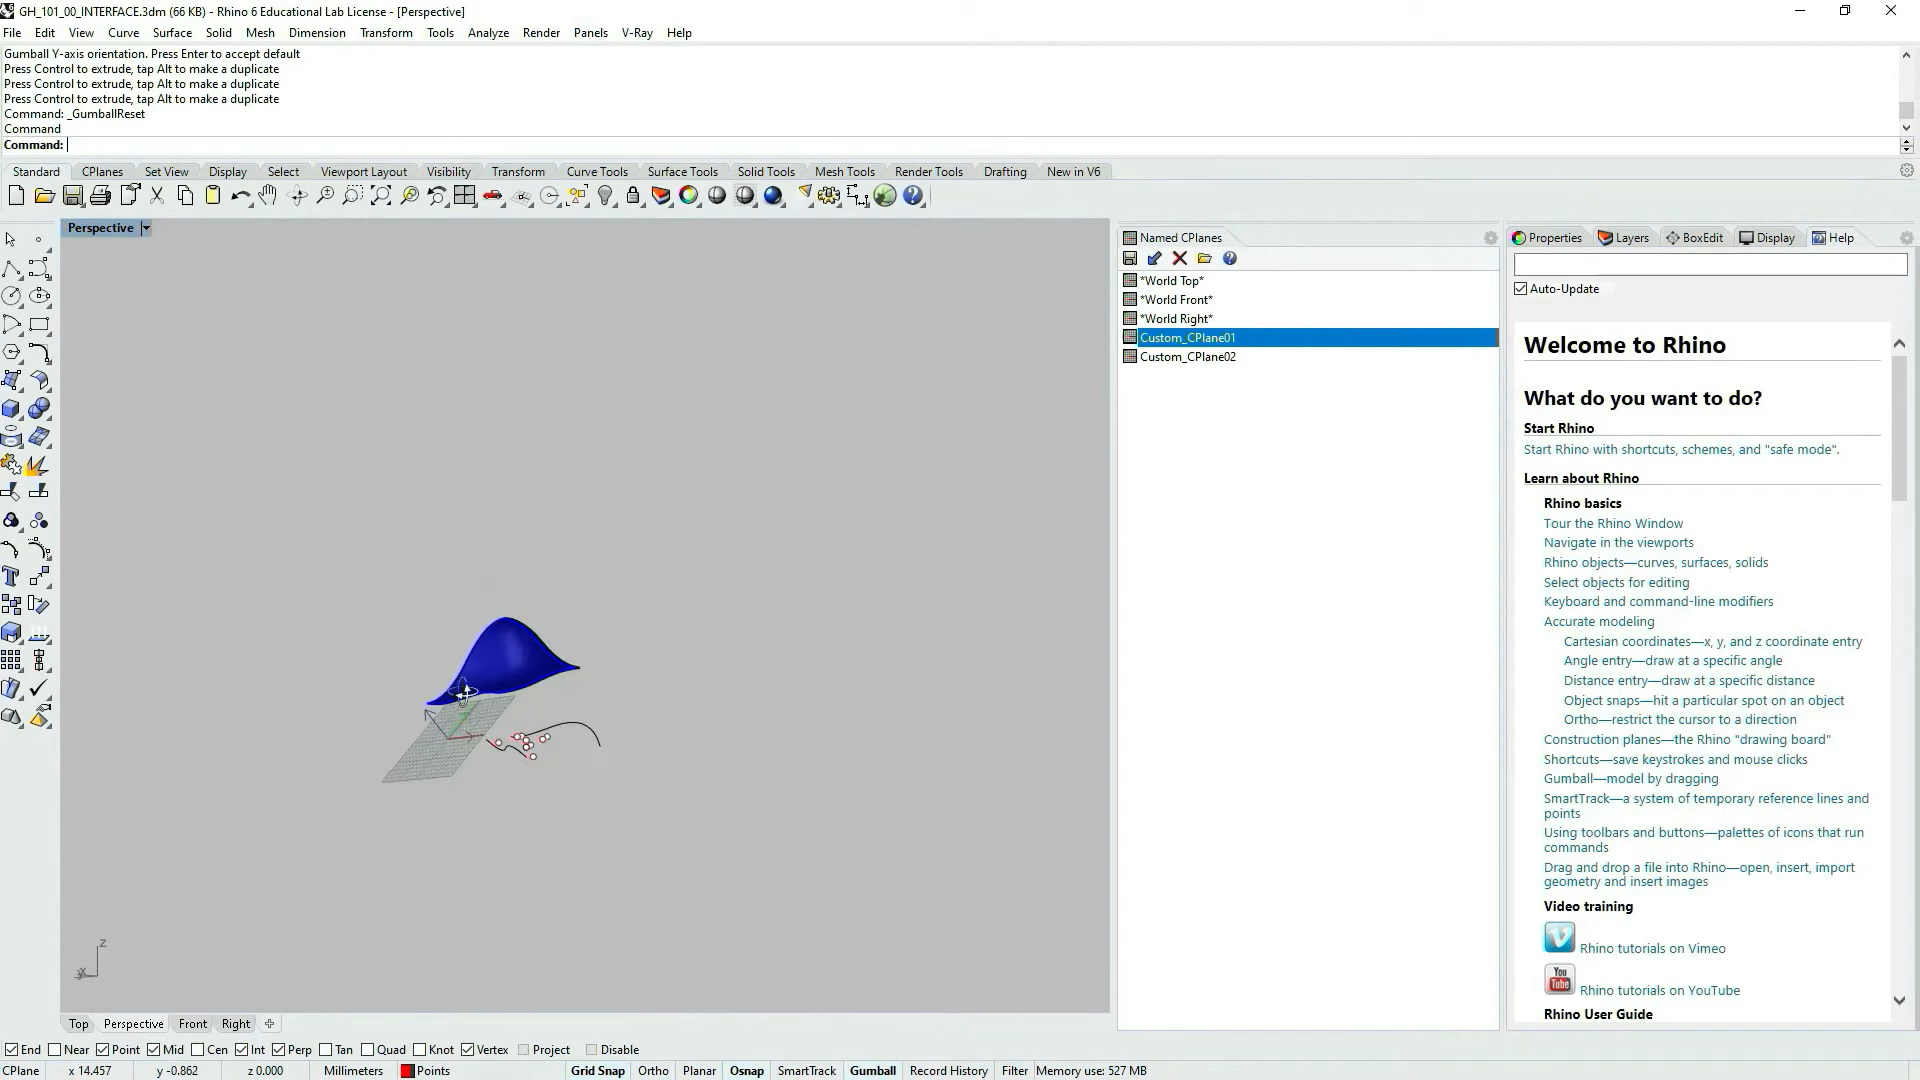 GH_101_00_INTERFACE.3dm (66 KB) - Rhino 6 Educational Lab License - [Perspective]
File Edit View Curve Surface Solid Mesh Dimension Transform Tools Analyze Render Panels V-Ray Help
Gumball Y-axis orientation. Press Enter to accept default
Press Control to extrude, tap Alt to make a duplicate
Press Control to extrude, tap Alt to make a duplicate
Press Control to extrude, tap Alt to make a duplicate
Command: _GumballReset
Command
Command:
Standard CPlanes Set View Display Select Viewport Layout Visibility Transform Curve Tools Surface Tools Solid Tools Mesh Tools Render Tools Drafting New in V6
Perspective
z
x
Named CPlanes
*World Top*
*World Front*
*World Right*
Custom_CPlane01
Custom_CPlane02
Properties Layers BoxEdit Display Help
Auto-Update
Welcome to Rhino
What do you want to do?
Start Rhino
Start Rhino with shortcuts, schemes, and "safe mode".
Learn about Rhino
Rhino basics
Tour the Rhino Window
Navigate in the viewports
Rhino objects—curves, surfaces, solids
Select objects for editing
Keyboard and command-line modifiers
Accurate modeling
Cartesian coordinates—x, y, and z coordinate entry
Angle entry—draw at a specific angle
Distance entry—draw at a specific distance
Object snaps—hit a particular spot on an object
Ortho—restrict the cursor to a direction
Construction planes—the Rhino "drawing board"
Shortcuts—save keystrokes and mouse clicks
Gumball—model by dragging
SmartTrack—a system of temporary reference lines and
points
Using toolbars and buttons—palettes of icons that run
commands
Drag and drop a file into Rhino—open, insert, import
geometry and insert images
Video training
Rhino tutorials on Vimeo
You
Tube
Rhino tutorials on YouTube
Rhino User Guide
Top Perspective Front Right
End Near Point Mid Cen Int Perp Tan Quad Knot Vertex Project Disable
CPlane x 14.457 y -0.862 z 0.000 Millimeters Points Grid Snap Ortho Planar Osnap SmartTrack Gumball Record History Filter Memory use: 527 MB